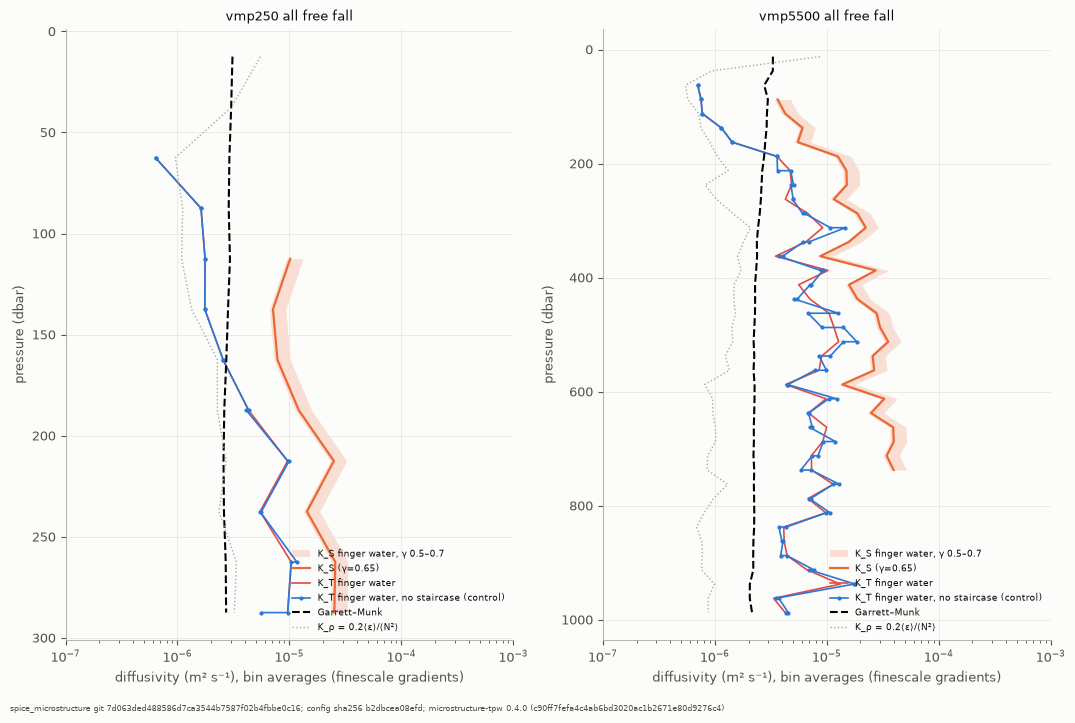 vmp250 all free fall
0
50
100
150
200
250
300
pressure (dbar)
10⁻⁷
10⁻⁶
10⁻⁵
10⁻⁴
10⁻³
diffusivity (m² s⁻¹), bin averages (finescale gradients)
K_S finger water, γ 0.5–0.7
K_S (γ=0.65)
K_T finger water
K_T finger water, no staircase (control)
Garrett–Munk
K_ρ = 0.2⟨ε⟩/⟨N²⟩
vmp5500 all free fall
0
200
400
600
800
1000
pressure (dbar)
10⁻⁷
10⁻⁶
10⁻⁵
10⁻⁴
10⁻³
diffusivity (m² s⁻¹), bin averages (finescale gradients)
K_S finger water, γ 0.5–0.7
K_S (γ=0.65)
K_T finger water
K_T finger water, no staircase (control)
Garrett–Munk
K_ρ = 0.2⟨ε⟩/⟨N²⟩
spice_microstructure git 7d063ded488586d7ca3544b7587f02b4fbbe0c16; config sha256 b2dbcea08efd; microstructure-tpw 0.4.0 (c90ff7fefa4c4ab6bd3020ac1b2671e80d9276c4)